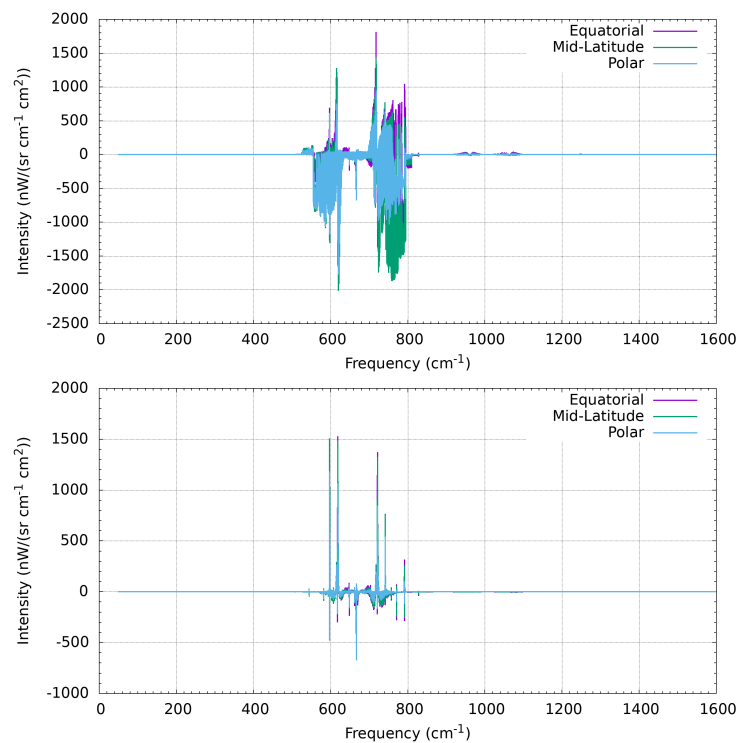 2000
1500
1000
500
0
-500
-1000
-1500
-2000
-2500
Intensity (nW/(sr cm⁻¹ cm²))
Equatorial
Mid-Latitude
Polar
0 200 400 600 800 1000 1200 1400 1600
Frequency (cm⁻¹)
2000
1500
1000
500
0
-500
-1000
Intensity (nW/(sr cm⁻¹ cm²))
Equatorial
Mid-Latitude
Polar
0 200 400 600 800 1000 1200 1400 1600
Frequency (cm⁻¹)